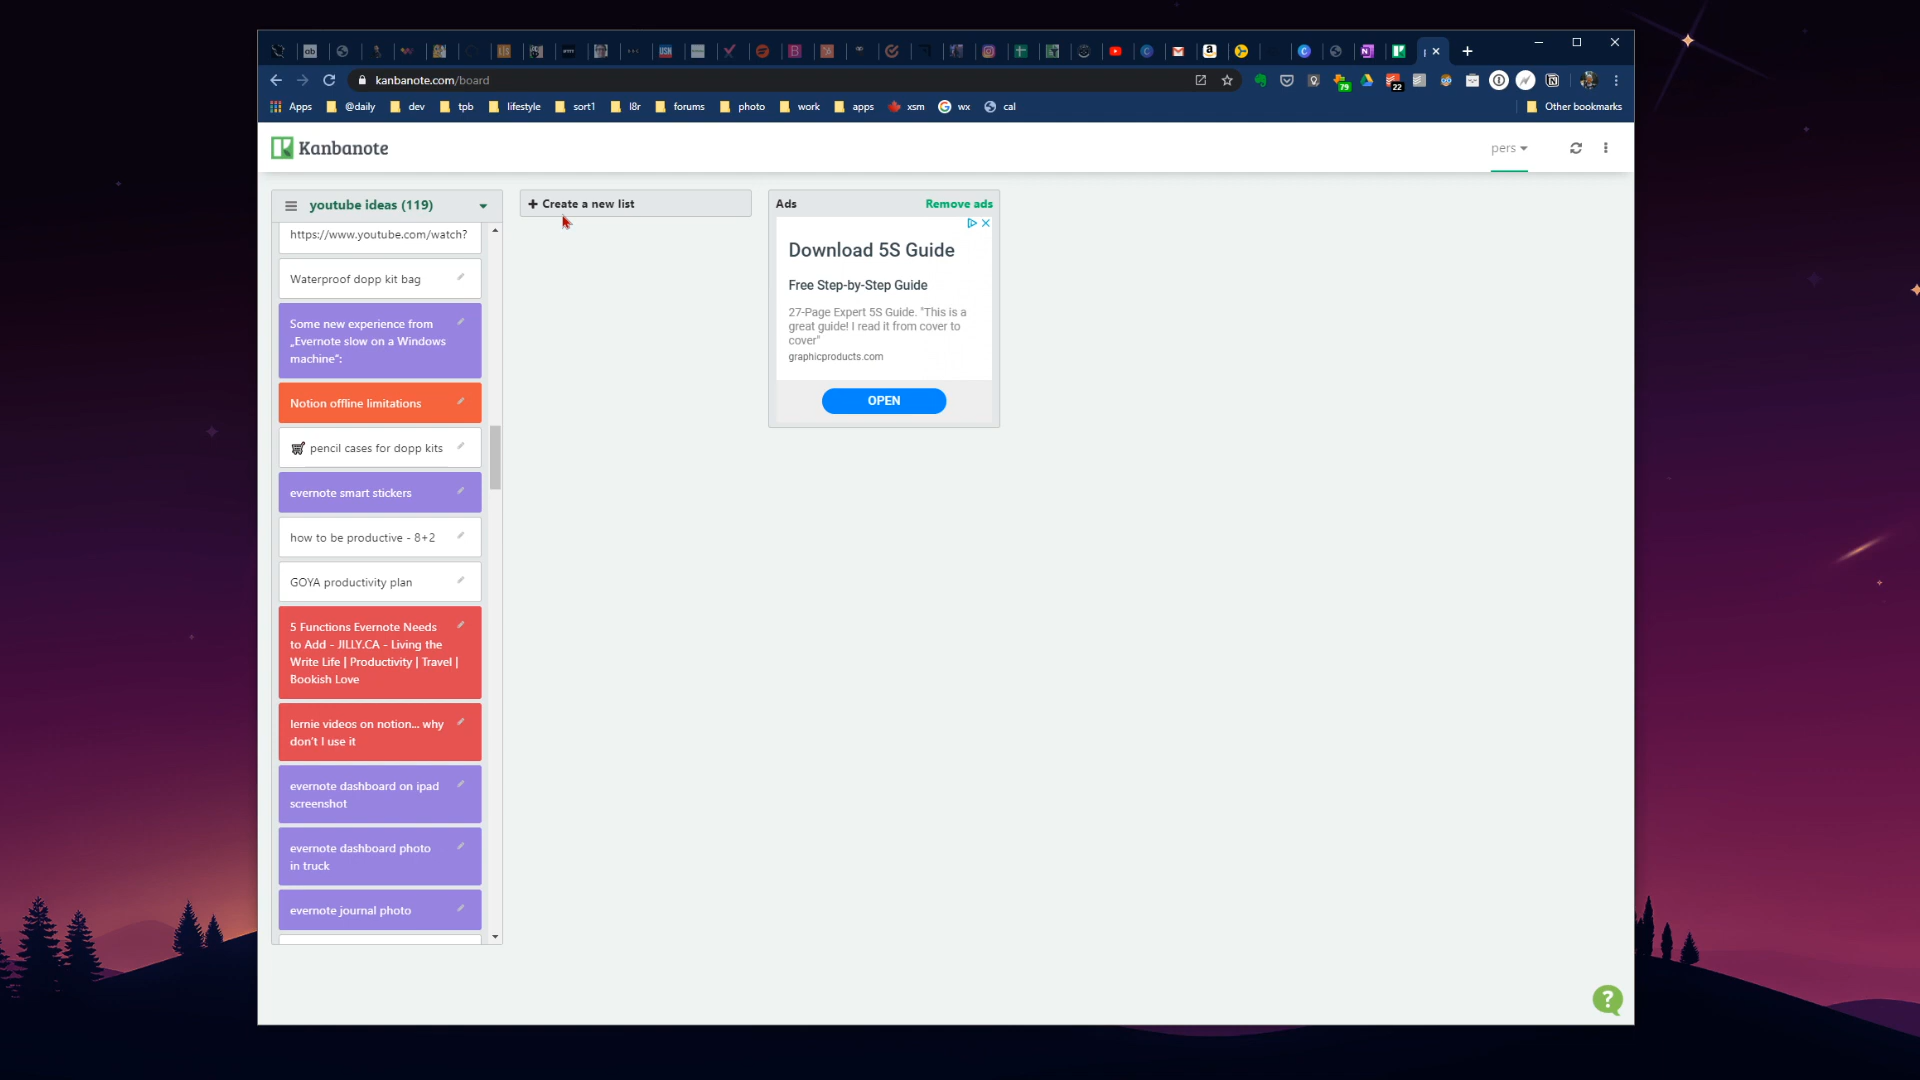 kanbanote.com/board
79
22
Apps
@daily
dev
tpb
lifestyle
sort1
l8r
forums
photo
work
apps
xsm
wx
cal
Other bookmarks
Kanbanote
pers
youtube ideas (119)
https://www.youtube.com/watch?
Waterproof dopp kit bag
Some new experience from
„Evernote slow on a Windows
machine“:
Notion offline limitations
pencil cases for dopp kits
evernote smart stickers
how to be productive - 8+2
GOYA productivity plan
5 Functions Evernote Needs
to Add - JILLY.CA - Living the
Write Life | Productivity | Travel |
Bookish Love
lernie videos on notion... why
don't I use it
evernote dashboard on ipad
screenshot
evernote dashboard photo
in truck
evernote journal photo
+ Create a new list
Ads
Remove ads
Download 5S Guide
Free Step-by-Step Guide
27-Page Expert 5S Guide. "This is a
great guide! I read it from cover to
cover"
graphicproducts.com
OPEN
?